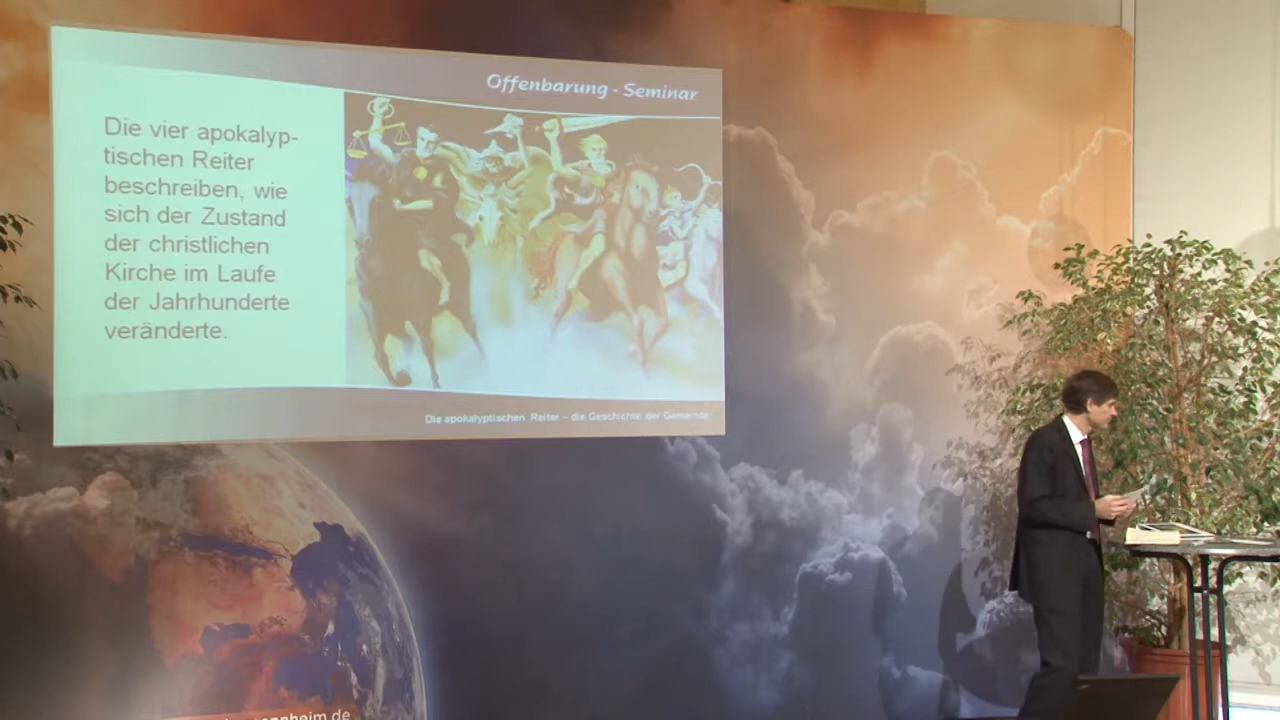 Offenbarung - Seminar
Die vier apokalyp-
tischen Reiter
beschreiben, wie
sich der Zustand
der christlichen
Kirche im Laufe
der Jahrhunderte
veränderte.
Die apokalyptischen Reiter – die Geschichte der Gemeinde